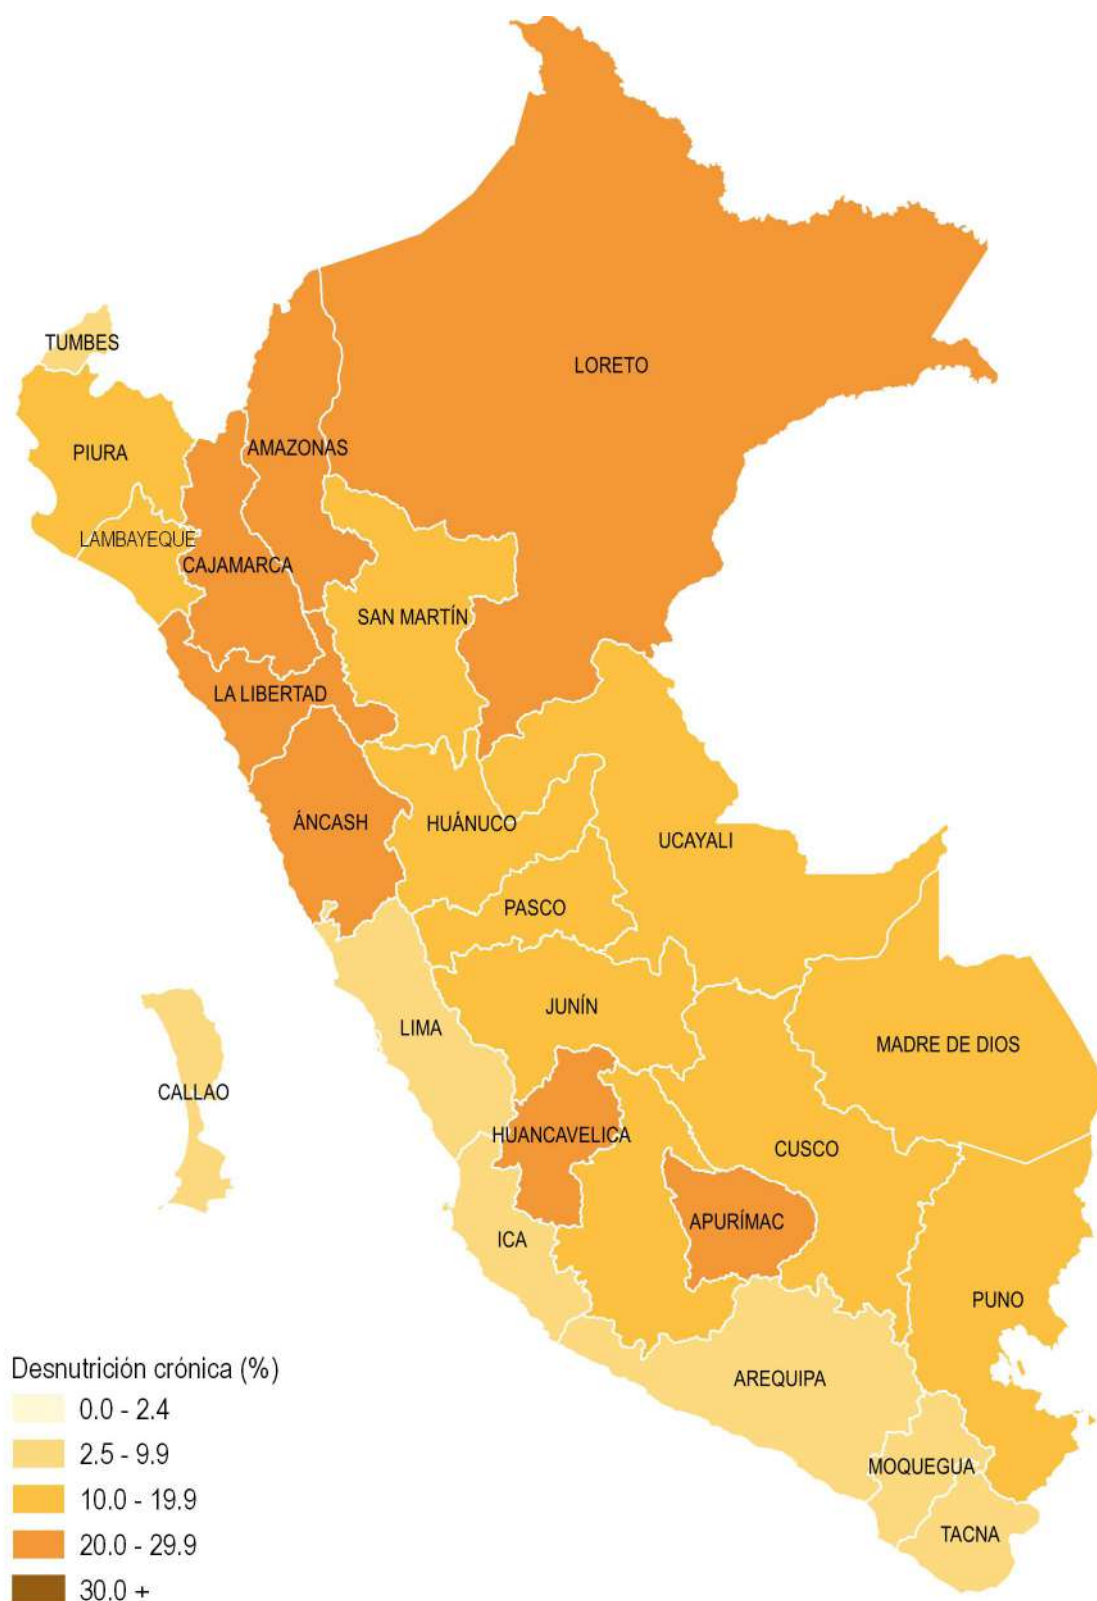 TUMBES
LORETO
AMAZONAS
PIURA
LAMBAYEQUE
CAJAMARCA
SAN MARTÍN
LA LIBERTAD
ÁNCASH
HUÁNUCO
UCAYALI
PASCO
JUNÍN
LIMA
MADRE DE DIOS
CALLAO
HUANCAVELICA
CUSCO
APURÍMAC
ICA
PUNO
AREQUIPA
MOQUEGUA
TACNA
Desnutrición crónica (%)
0.0 - 2.4
2.5 - 9.9
10.0 - 19.9
20.0 - 29.9
30.0 +